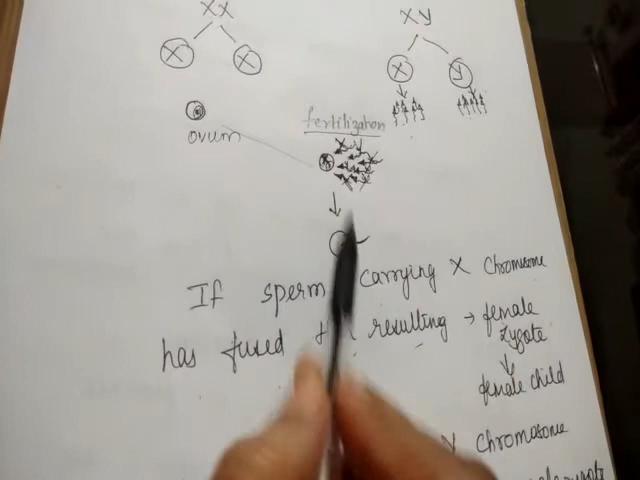 XX
XY
X X
X Y
ovum
fertilization
X Y
If sperm carrying X Chromosome
has fused resulting → female
zygote
female child
Y chromosome